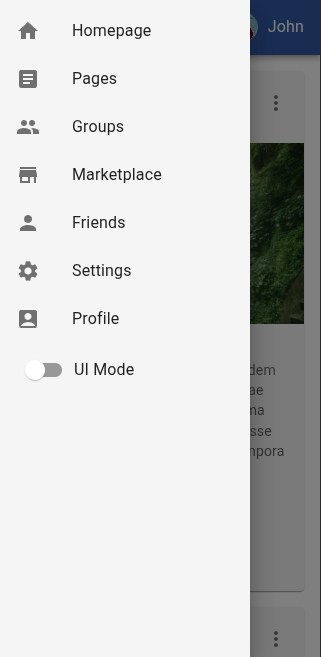 Homepage
John
Pages
Groups
Marketplace
Friends
Settings
Profile
UI Mode